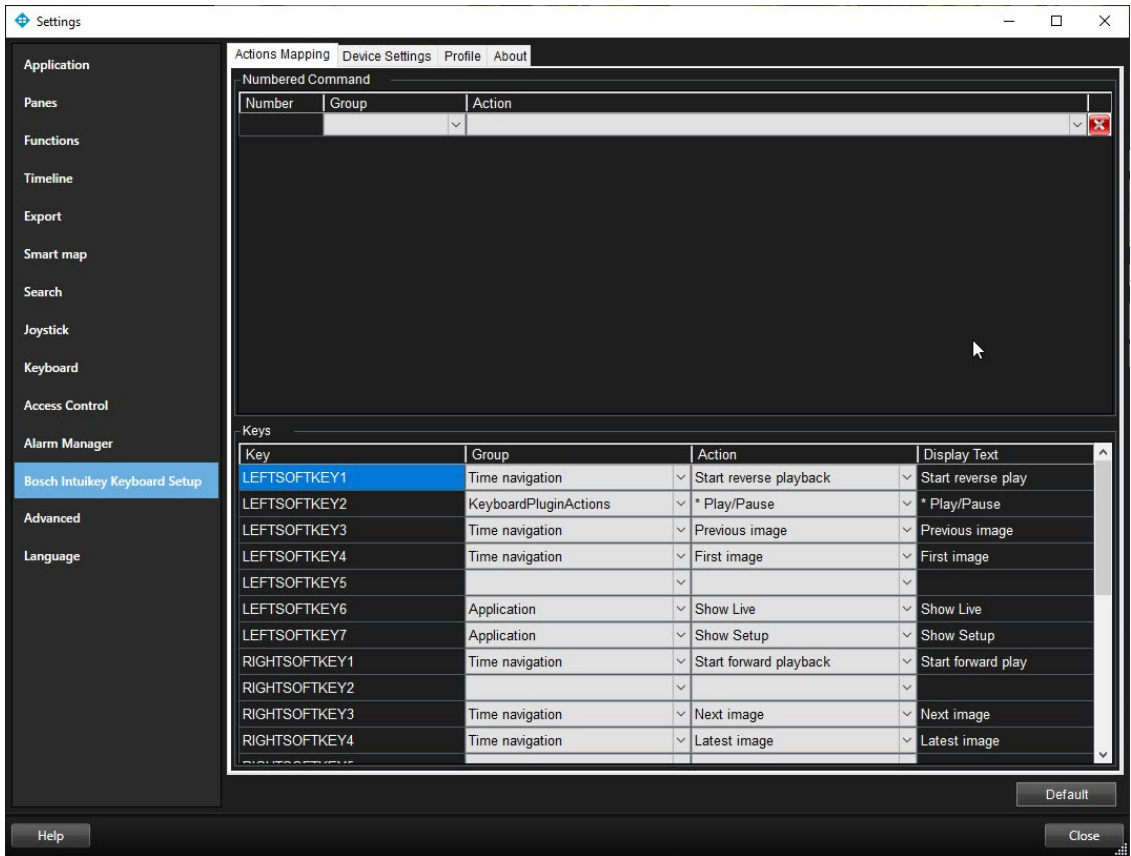 Settings
Application
Panes
Functions
Timeline
Export
Smart map
Search
Joystick
Keyboard
Access Control
Alarm Manager
Bosch Intuikey Keyboard Setup
Advanced
Language
Actions Mapping Device Settings Profile About
Numbered Command
Number Group Action
Keys
Key Group Action Display Text
LEFTSOFTKEY1 Time navigation Start reverse playback Start reverse play
LEFTSOFTKEY2 KeyboardPluginActions * Play/Pause * Play/Pause
LEFTSOFTKEY3 Time navigation Previous image Previous image
LEFTSOFTKEY4 Time navigation First image First image
LEFTSOFTKEY5
LEFTSOFTKEY6 Application Show Live Show Live
LEFTSOFTKEY7 Application Show Setup Show Setup
RIGHTSOFTKEY1 Time navigation Start forward playback Start forward play
RIGHTSOFTKEY2
RIGHTSOFTKEY3 Time navigation Next image Next image
RIGHTSOFTKEY4 Time navigation Latest image Latest image
Default
Help Close